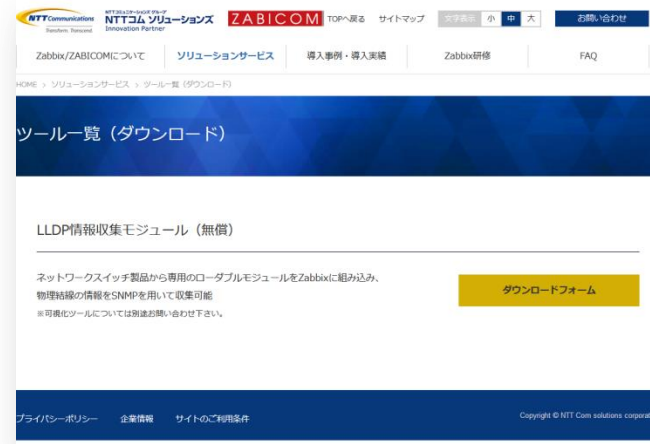 NTT Communications
Transform. Transcend.
NTTコミュニケーションズ グループ
NTTコム ソリューションズ
Innovation Partner
ZABICOM
TOPへ戻る サイトマップ 文字表示 小 中 大 お問い合わせ
Zabbix/ZABICOMについて ソリューションサービス 導入事例・導入実績 Zabbix研修 FAQ
HOME > ソリューションサービス > ツール一覧 (ダウンロード)
ツール一覧（ダウンロード）
LLDP情報収集モジュール（無償）
ネットワークスイッチ製品から専用のローダブルモジュールをZabbixに組み込み、
物理結線の情報をSNMPを用いて収集可能
※可視化ツールについては別途お問い合わせ下さい。
ダウンロードフォーム
プライバシーポリシー 企業情報 サイトのご利用条件
Copyright © NTT Com solutions corporat